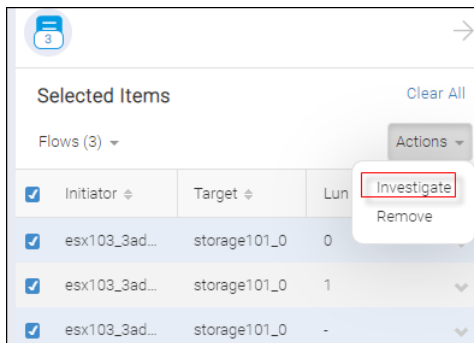 3
Selected Items Clear All
Flows (3) Actions
Initiator Target Lun
Investigate
Remove
esx103_3ad... storage101_0 0
esx103_3ad... storage101_0 1
esx103_3ad... storage101_0 -